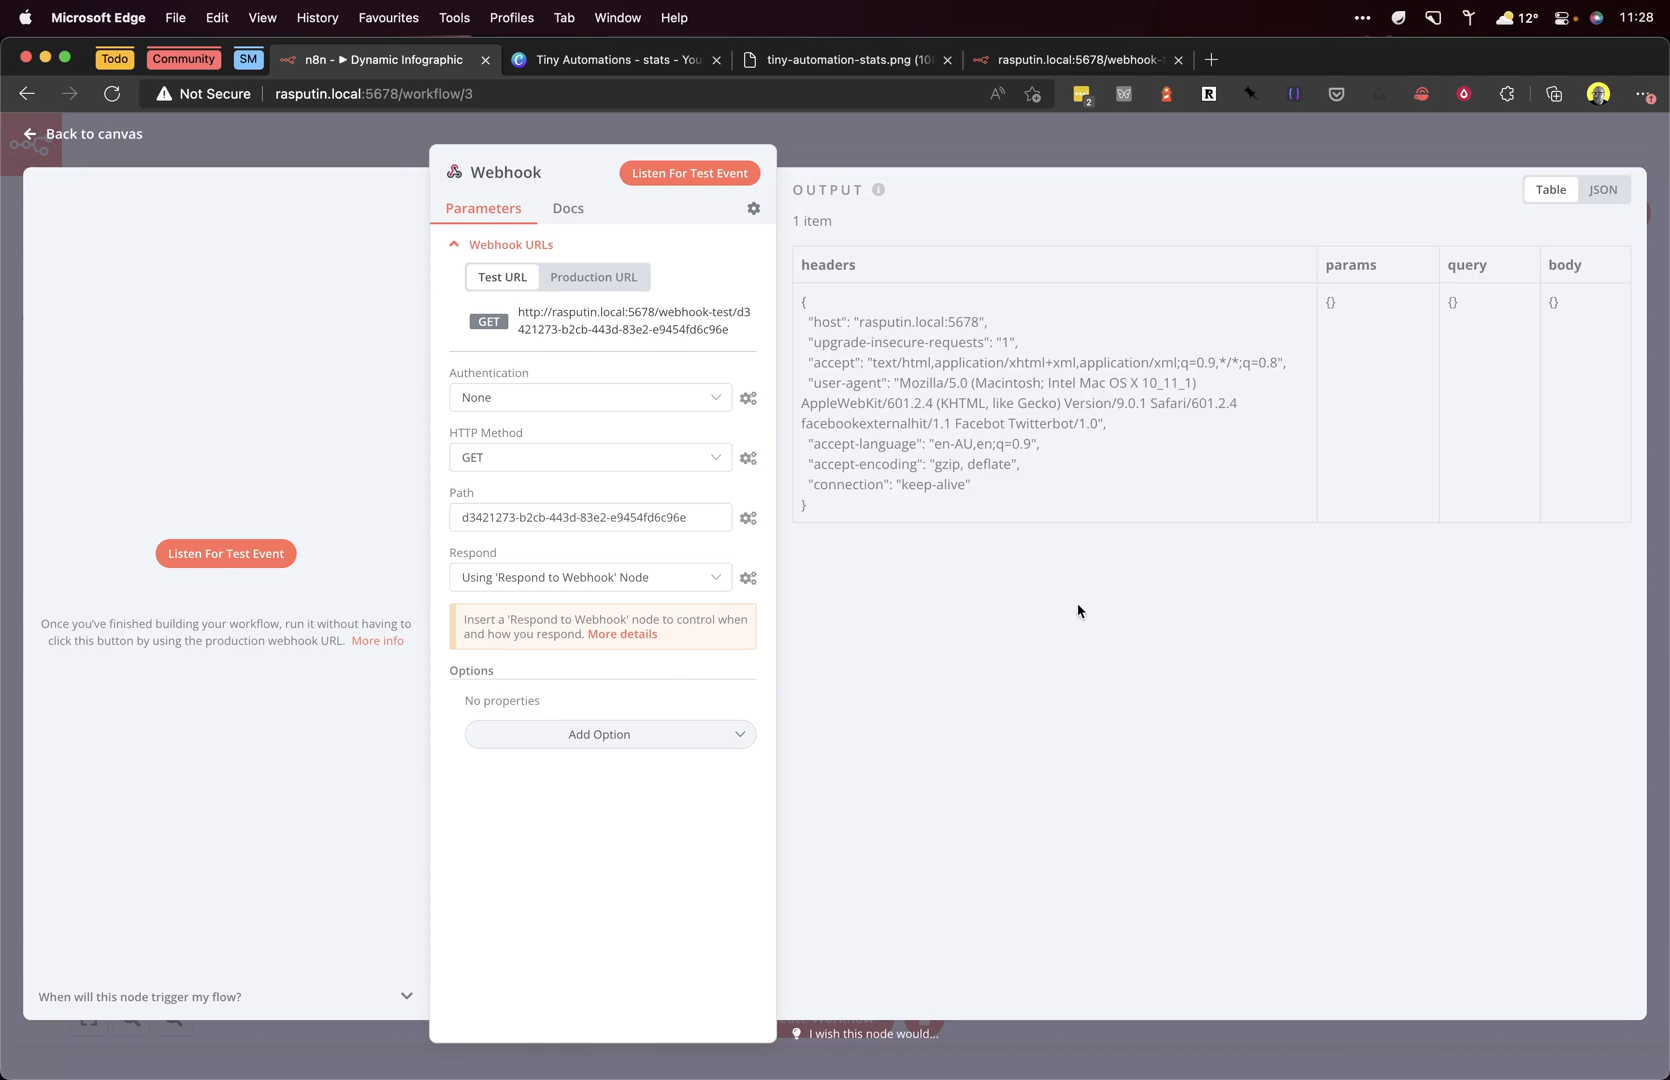 Microsoft Edge File Edit View History Favourites Tools Profiles Tab Window Help
12° 11:28
Todo Community SM n8n - ▶ Dynamic Infographic Tiny Automations - stats - You tiny-automation-stats.png (10 rasputin.local:5678/webhook-
Not Secure rasputin.local:5678/workflow/3
2
Back to canvas
Webhook
Listen For Test Event
Parameters Docs
Webhook URLs
Test URL Production URL
GET
http://rasputin.local:5678/webhook-test/d3
421273-b2cb-443d-83e2-e9454fd6c96e
Authentication
None
HTTP Method
GET
Path
d3421273-b2cb-443d-83e2-e9454fd6c96e
Respond
Using 'Respond to Webhook' Node
Insert a 'Respond to Webhook' node to control when
and how you respond. More details
Options
No properties
Add Option
Listen For Test Event
Once you've finished building your workflow, run it without having to
click this button by using the production webhook URL. More info
When will this node trigger my flow?
OUTPUT
Table JSON
1 item
headers params query body
{
"host": "rasputin.local:5678",
"upgrade-insecure-requests": "1",
"accept": "text/html,application/xhtml+xml,application/xml;q=0.9,*/*;q=0.8",
"user-agent": "Mozilla/5.0 (Macintosh; Intel Mac OS X 10_11_1)
AppleWebKit/601.2.4 (KHTML, like Gecko) Version/9.0.1 Safari/601.2.4
facebookexternalhit/1.1 Facebot Twitterbot/1.0",
"accept-language": "en-AU,en;q=0.9",
"accept-encoding": "gzip, deflate",
"connection": "keep-alive"
}
{} {} {}
I wish this node would...